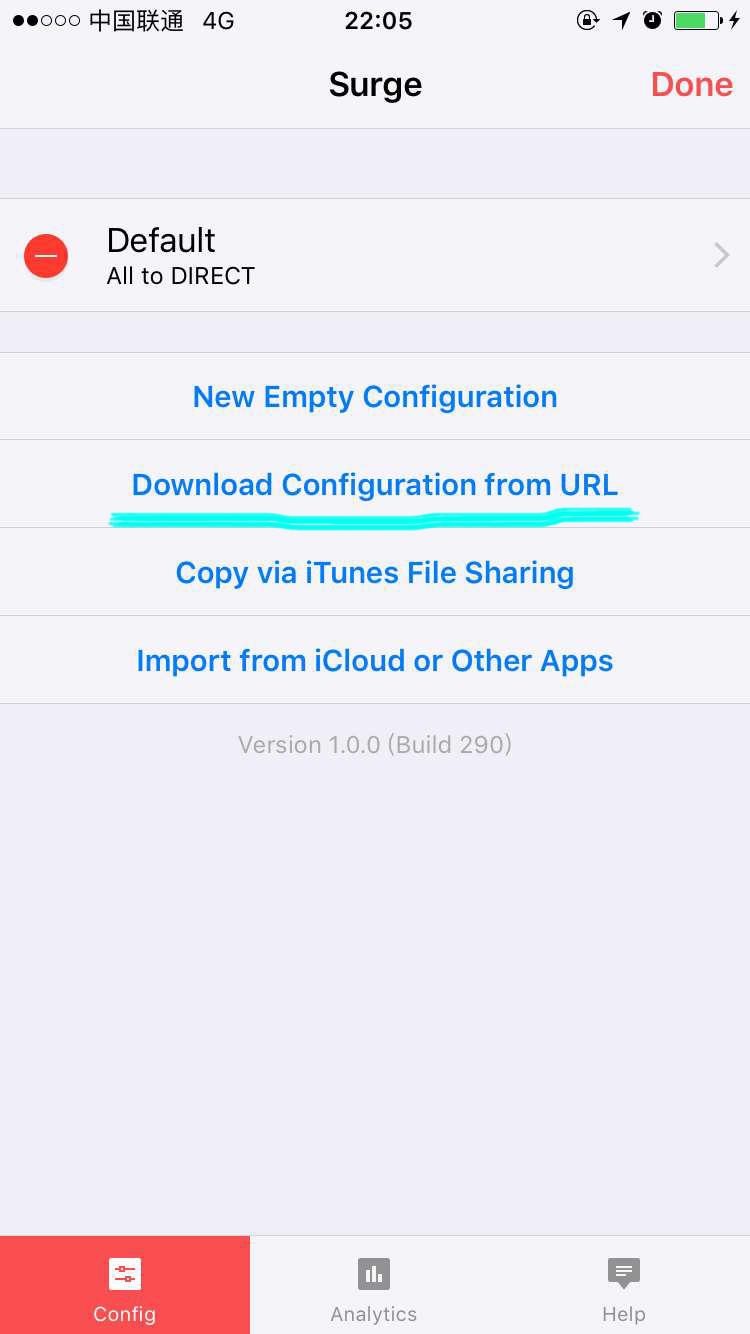 中国联通 4G 22:05
Surge Done
Default
All to DIRECT
New Empty Configuration
Download Configuration from URL
Copy via iTunes File Sharing
Import from iCloud or Other Apps
Version 1.0.0 (Build 290)
Config Analytics Help